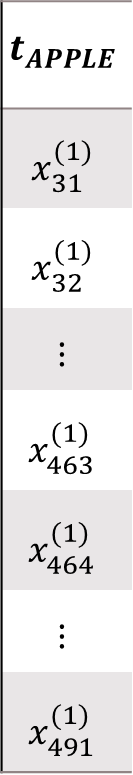 t_APPLE
x_31^(1)
x_32^(1)
⋮
x_463^(1)
x_464^(1)
⋮
x_491^(1)